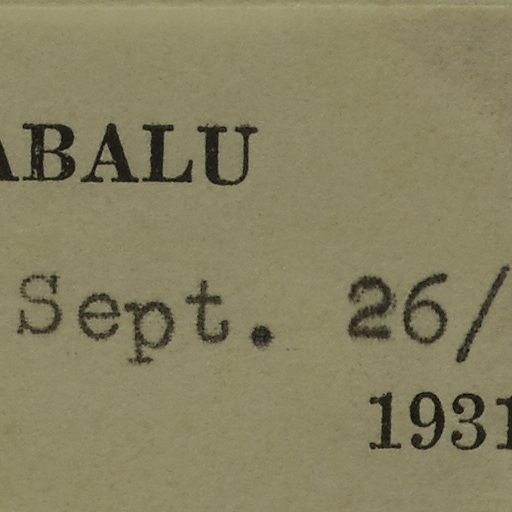 ABALU
Sept. 26/
1931